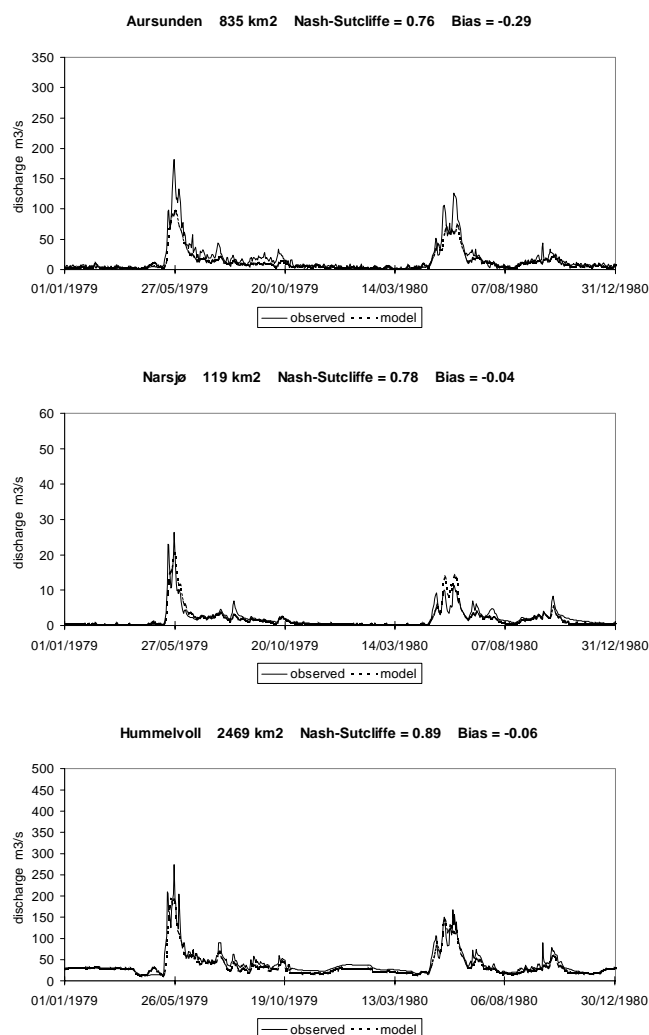 Aursunden 835 km2 Nash-Sutcliffe = 0.76 Bias = -0.29
350
300
250
200
150
100
50
0
discharge m3/s
01/01/1979 27/05/1979 20/10/1979 14/03/1980 07/08/1980 31/12/1980
observed model
Narsjø 119 km2 Nash-Sutcliffe = 0.78 Bias = -0.04
60
50
40
30
20
10
0
discharge m3/s
01/01/1979 27/05/1979 20/10/1979 14/03/1980 07/08/1980 31/12/1980
observed model
Hummelvoll 2469 km2 Nash-Sutcliffe = 0.89 Bias = -0.06
500
450
400
350
300
250
200
150
100
50
0
discharge m3/s
01/01/1979 26/05/1979 19/10/1979 13/03/1980 06/08/1980 30/12/1980
observed model